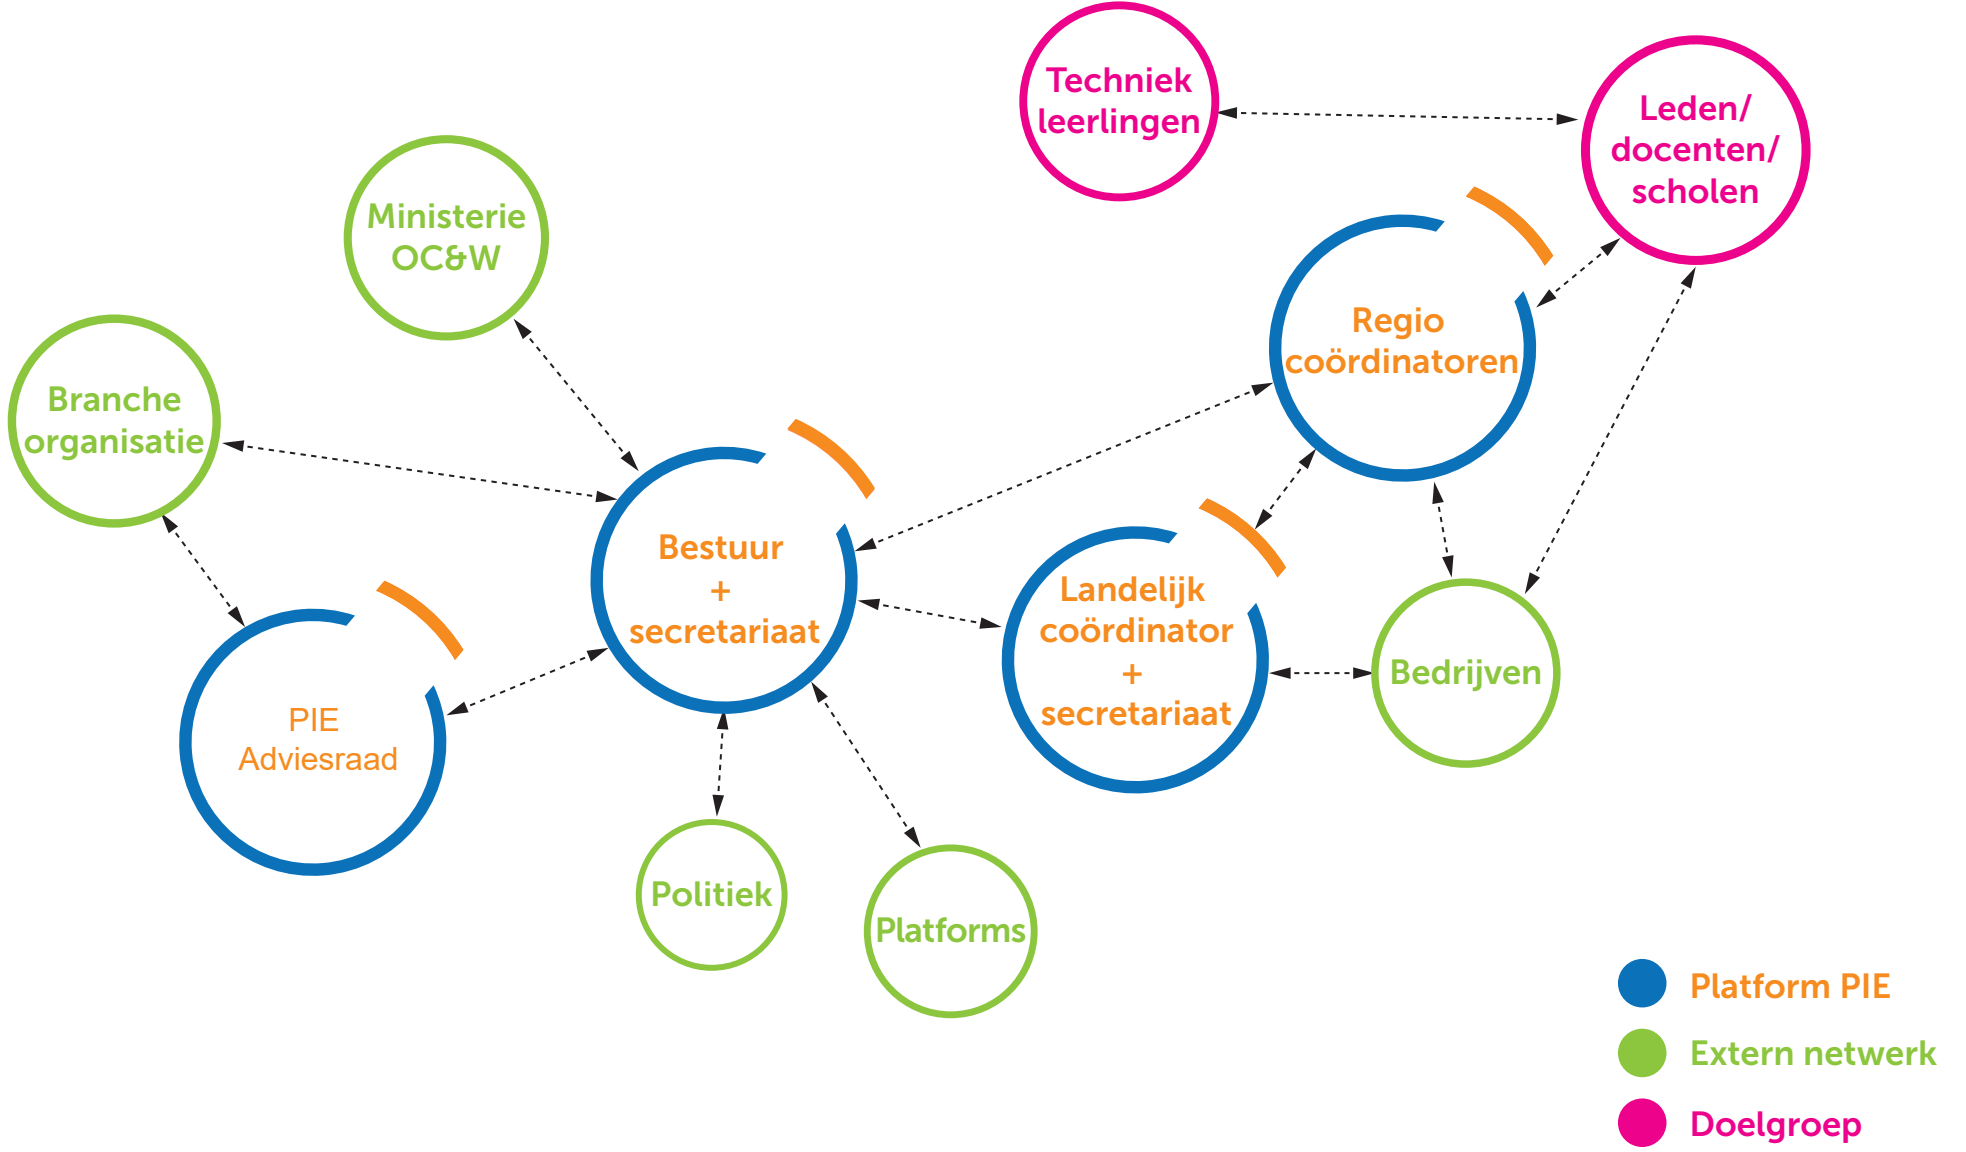 Techniek
leerlingen
Leden/
docenten/
scholen
Ministerie
OC&W
Regio
coördinatoren
Branche
organisatie
Bestuur
+
secretariaat
Landelijk
coördinator
+
secretariaat
Bedrijven
PIE
Adviesraad
Politiek
Platforms
Platform PIE
Extern netwerk
Doelgroep